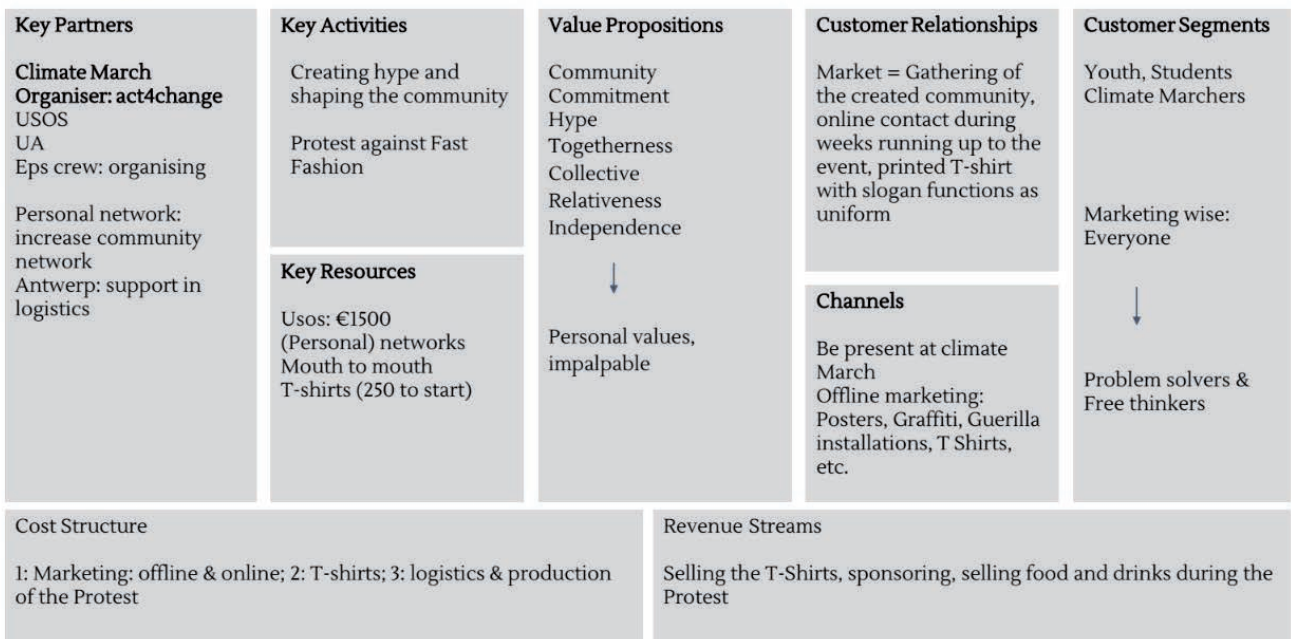 Key Partners
Climate March
Organiser: act4change
USOS
UA
Eps crew: organising
Personal network:
increase community
network
Antwerp: support in
logistics
Key Activities
Creating hype and
shaping the community
Protest against Fast
Fashion
Key Resources
Usos: €1500
(Personal) networks
Mouth to mouth
T-shirts (250 to start)
Value Propositions
Community
Commitment
Hype
Togetherness
Collective
Relativeness
Independence
Personal values,
impalpable
Customer Relationships
Market = Gathering of
the created community,
online contact during
weeks running up to the
event, printed T-shirt
with slogan functions as
uniform
Channels
Be present at climate
March
Offline marketing:
Posters, Graffiti, Guerilla
installations, T Shirts,
etc.
Customer Segments
Youth, Students
Climate Marchers
Marketing wise:
Everyone
Problem solvers &
Free thinkers
Cost Structure
1: Marketing: offline & online; 2: T-shirts; 3: logistics & production
of the Protest
Revenue Streams
Selling the T-Shirts, sponsoring, selling food and drinks during the
Protest